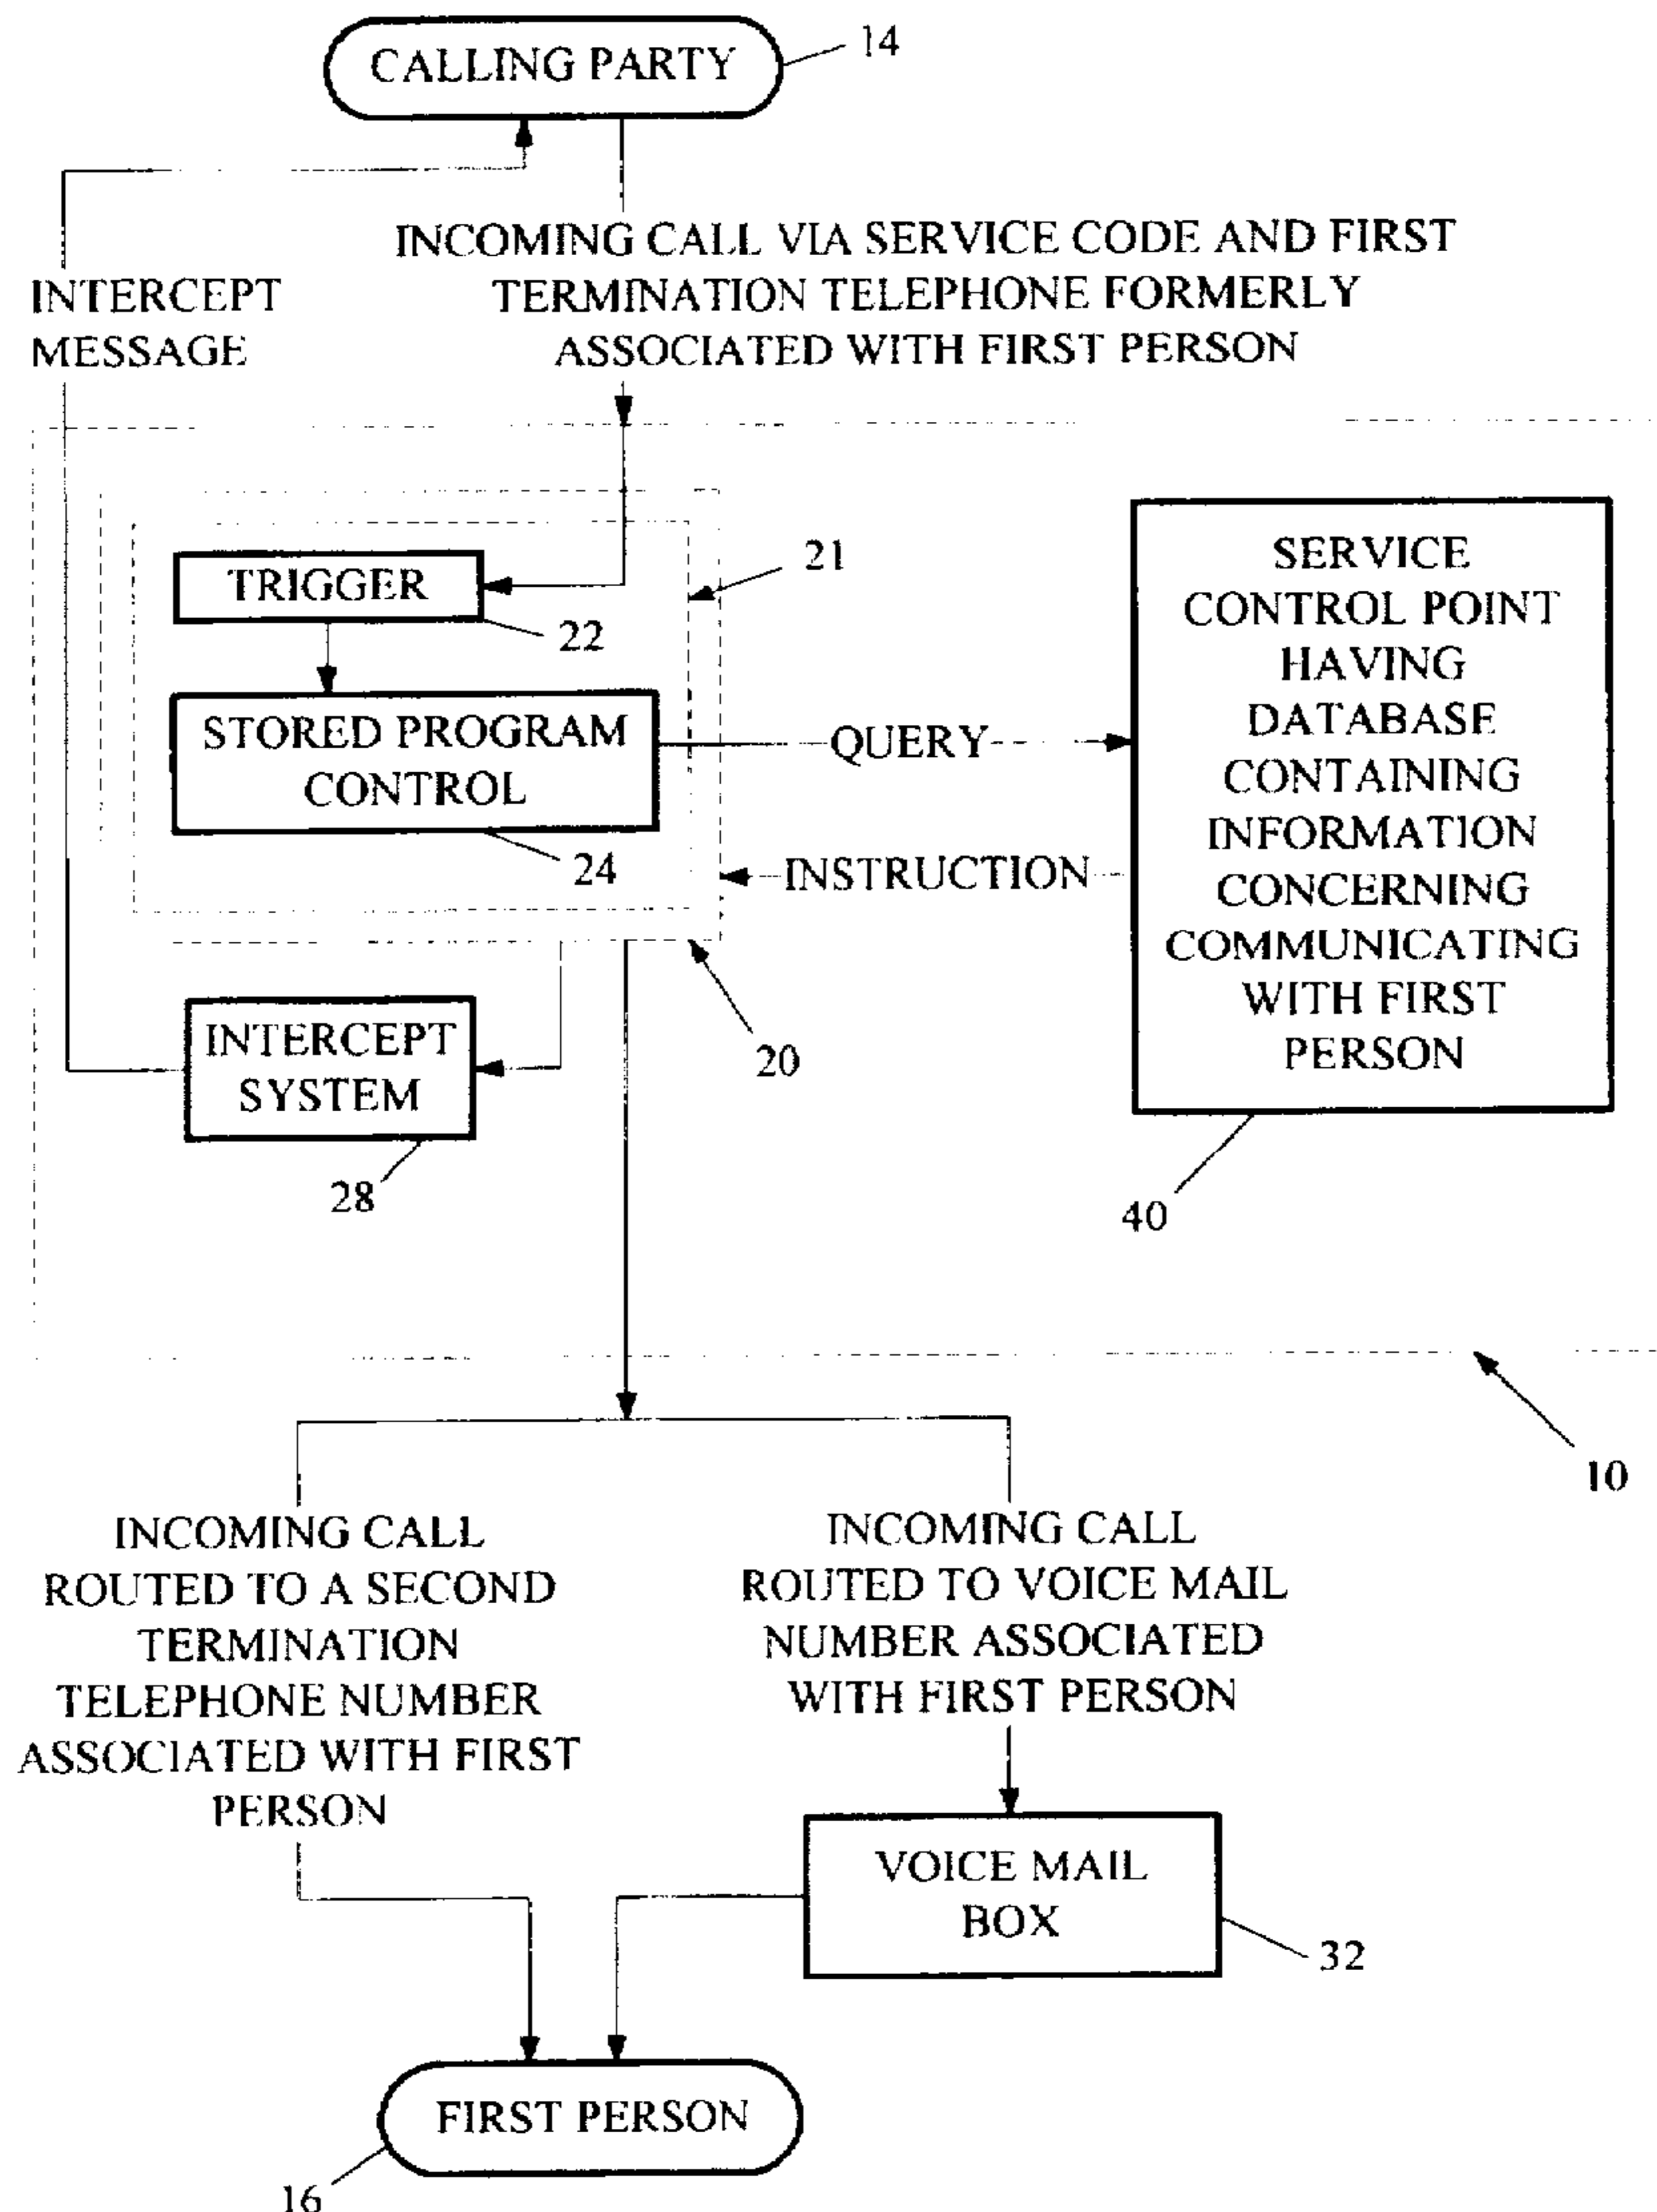 CALLING PARTY
14
INCOMING CALL VIA SERVICE CODE AND FIRST
TERMINATION TELEPHONE FORMERLY
ASSOCIATED WITH FIRST PERSON
INTERCEPT
MESSAGE
TRIGGER
22
21
STORED PROGRAM
CONTROL
24
QUERY
INSTRUCTION
SERVICE
CONTROL POINT
HAVING
DATABASE
CONTAINING
INFORMATION
CONCERNING
COMMUNICATING
WITH FIRST
PERSON
40
20
INTERCEPT
SYSTEM
28
10
INCOMING CALL
ROUTED TO A SECOND
TERMINATION
TELEPHONE NUMBER
ASSOCIATED WITH FIRST
PERSON
INCOMING CALL
ROUTED TO VOICE MAIL
NUMBER ASSOCIATED
WITH FIRST PERSON
VOICE MAIL
BOX
32
FIRST PERSON
16